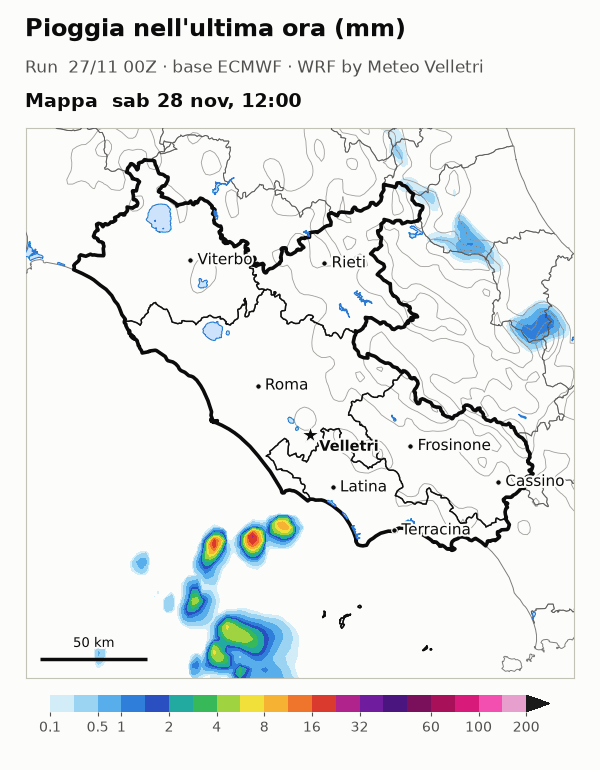 Pioggia nell'ultima ora (mm)
Run  27/11 00Z · base ECMWF · WRF by Meteo Velletri
Mappa  sab 28 nov, 12:00
Viterbo
Rieti
Roma
Velletri
Frosinone
Latina
Cassino
Terracina
50 km
0.1 0.5 1 2 4 8 16 32 60 100 200